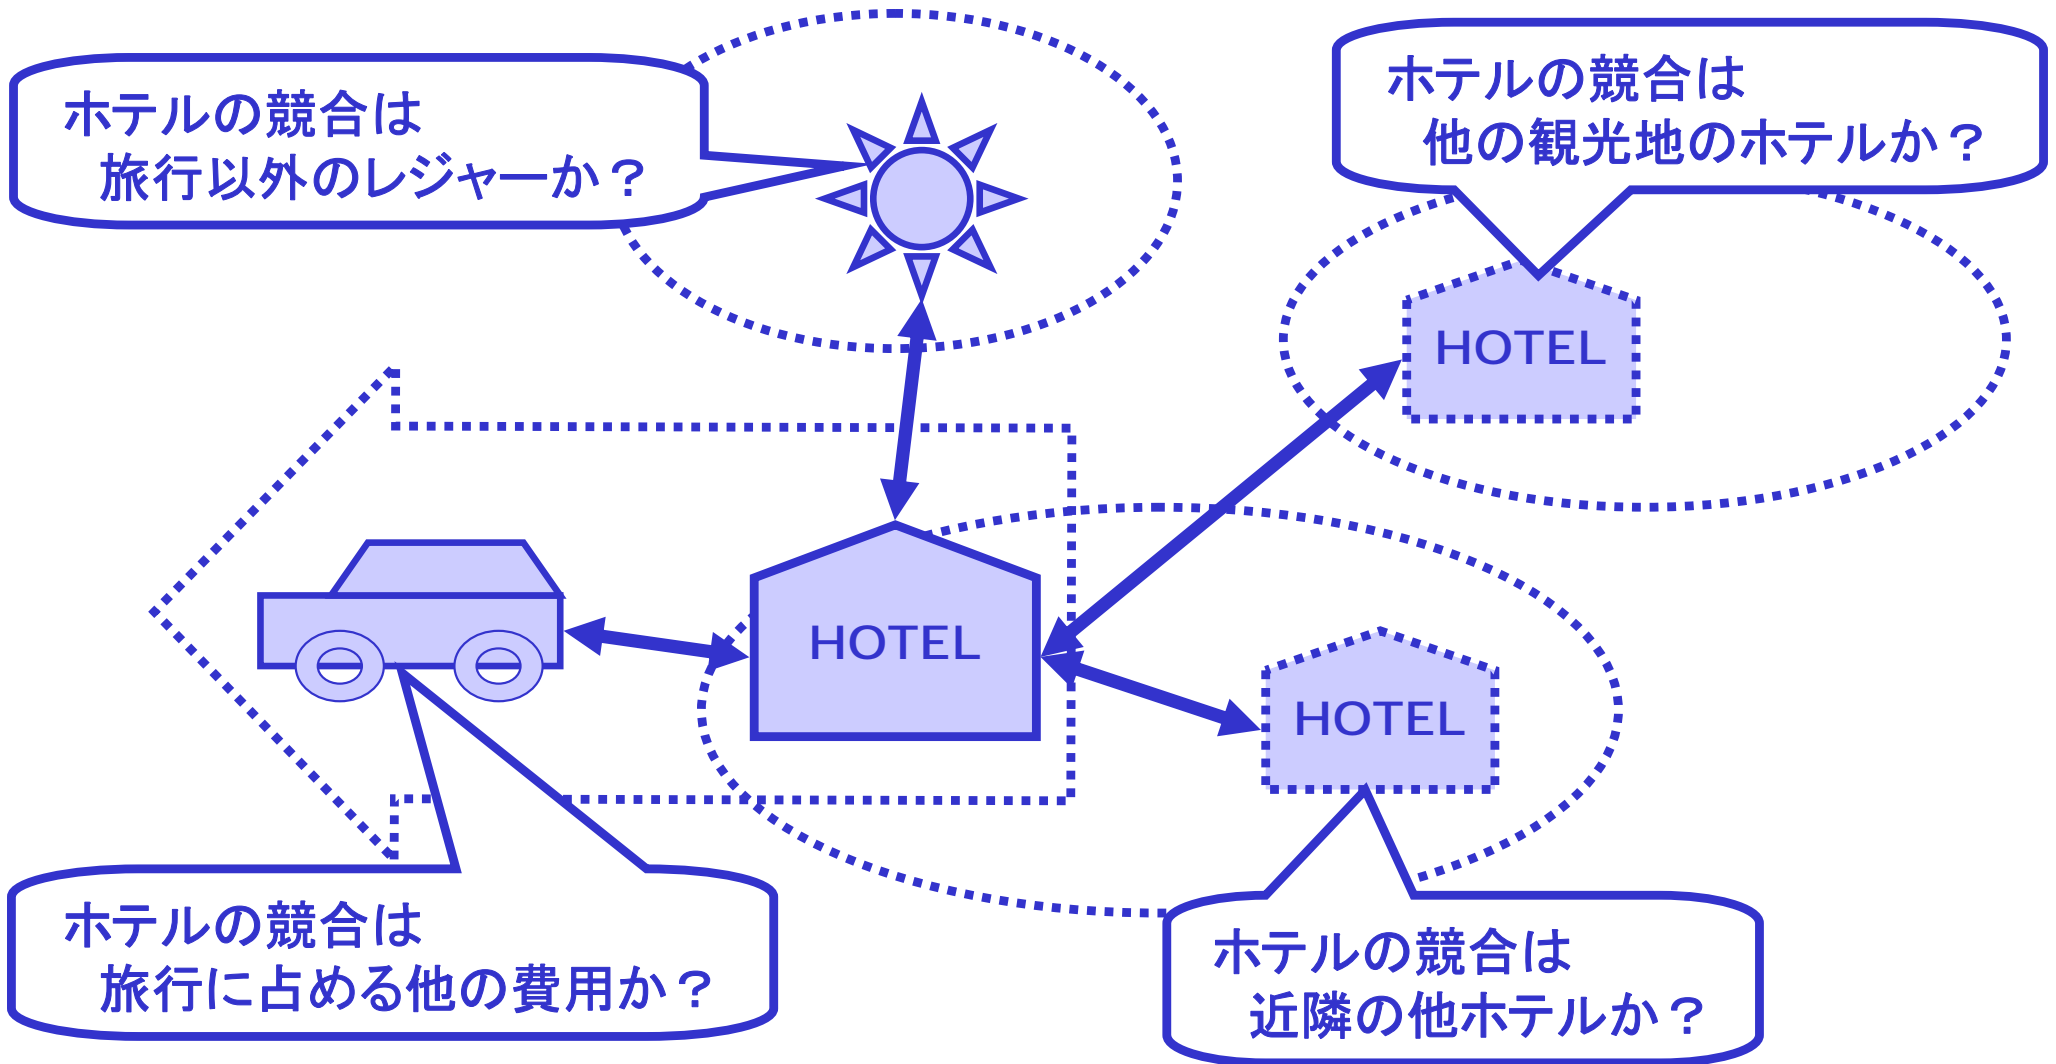 ホテルの競合は
旅行以外のレジャーか？
ホテルの競合は
他の観光地のホテルか？
HOTEL
HOTEL
HOTEL
ホテルの競合は
旅行に占める他の費用か？
ホテルの競合は
近隣の他ホテルか？